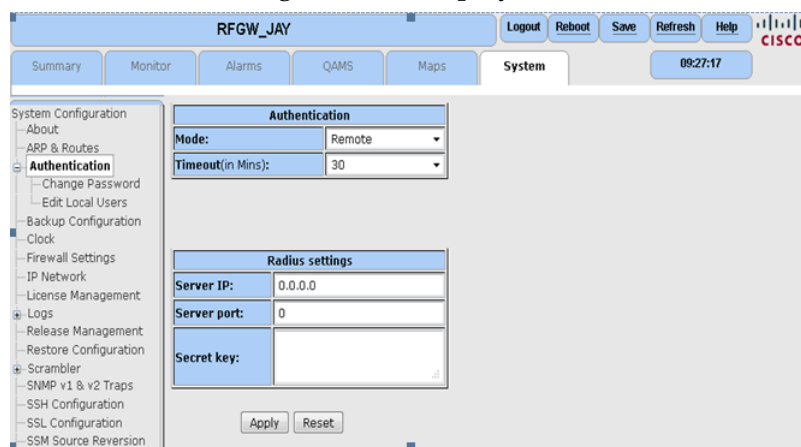 RFGW_JAY
Logout Reboot Save Refresh Help
CISCO
Summary Monitor Alarms QAMS Maps System 09:27:17
System Configuration
About
ARP & Routes
Authentication
Change Password
Edit Local Users
Backup Configuration
Clock
Firewall Settings
IP Network
License Management
Logs
Release Management
Restore Configuration
Scrambler
SNMP v1 & v2 Traps
SSH Configuration
SSL Configuration
SSM Source Reversion
Authentication
Mode: Remote
Timeout(in Mins): 30
Radius settings
Server IP: 0.0.0.0
Server port: 0
Secret key:
Apply Reset